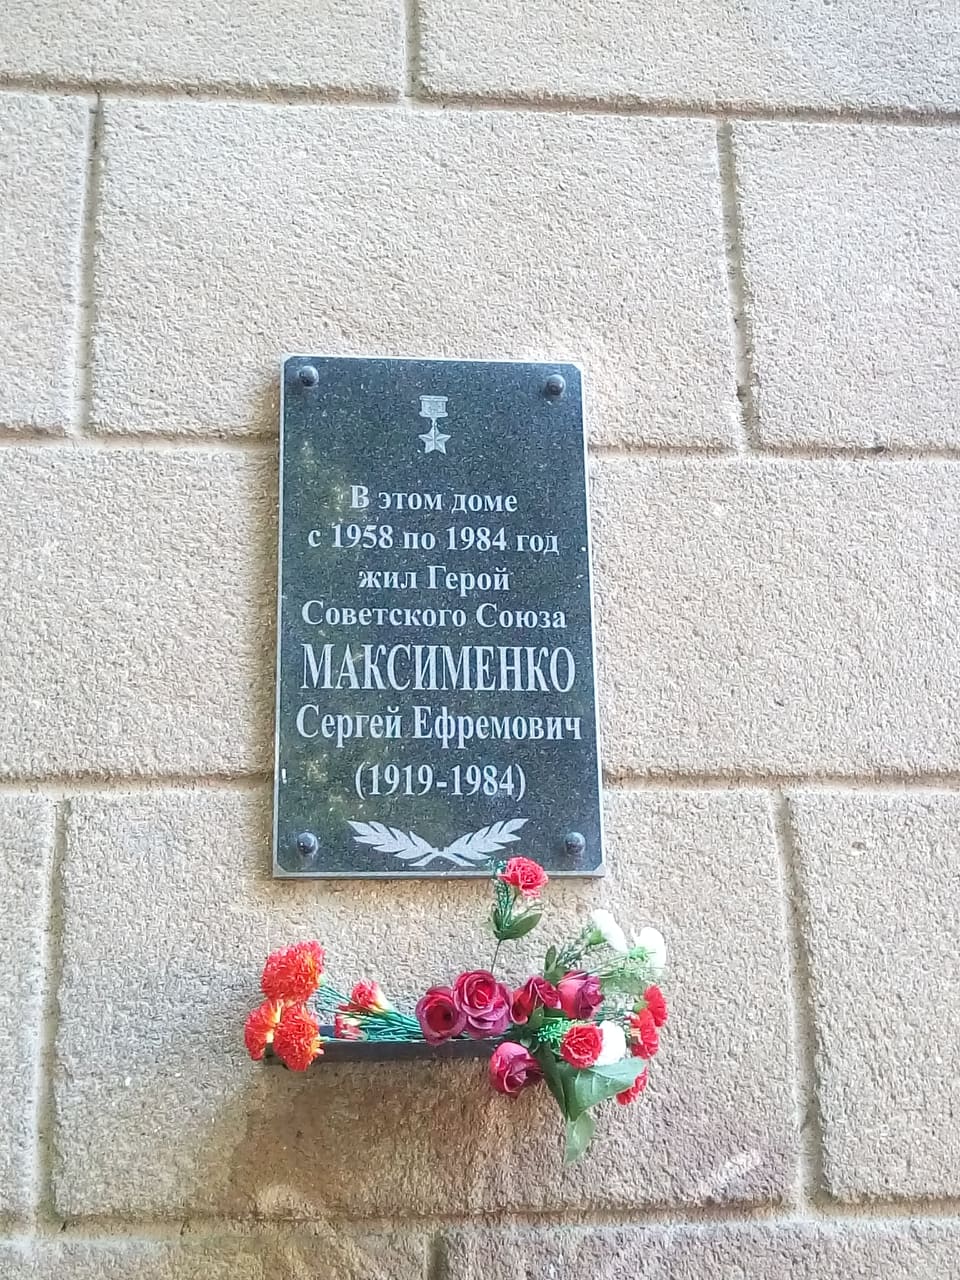 В этом доме
с 1958 по 1984 год
жил Герой
Советского Союза
МАКСИМЕНКО
Сергей Ефремович
(1919-1984)